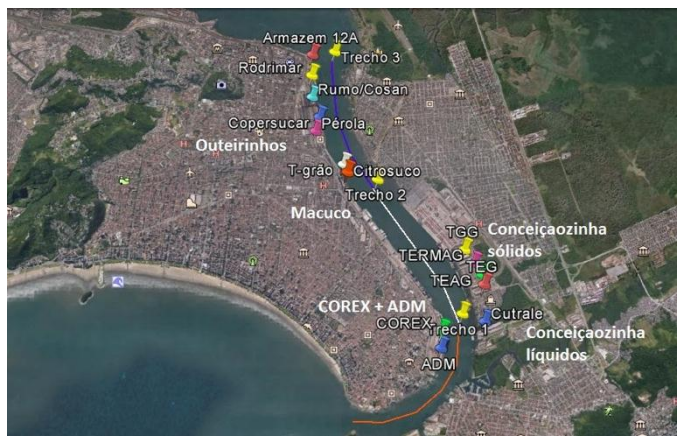 Armazem 12A
Trecho 3
Rodrimar
Rumo/Cosan
Copersucar
Pérola
Outeirinhos
T-grão
Citrosuco
Trecho 2
Macuco
TGG
Conceiçaozinha
sólidos
TERMAG
TEG
TEAG
COREX + ADM
COREX
Trecho 1
Cutrale
Conceiçaozinha
líquidos
ADM